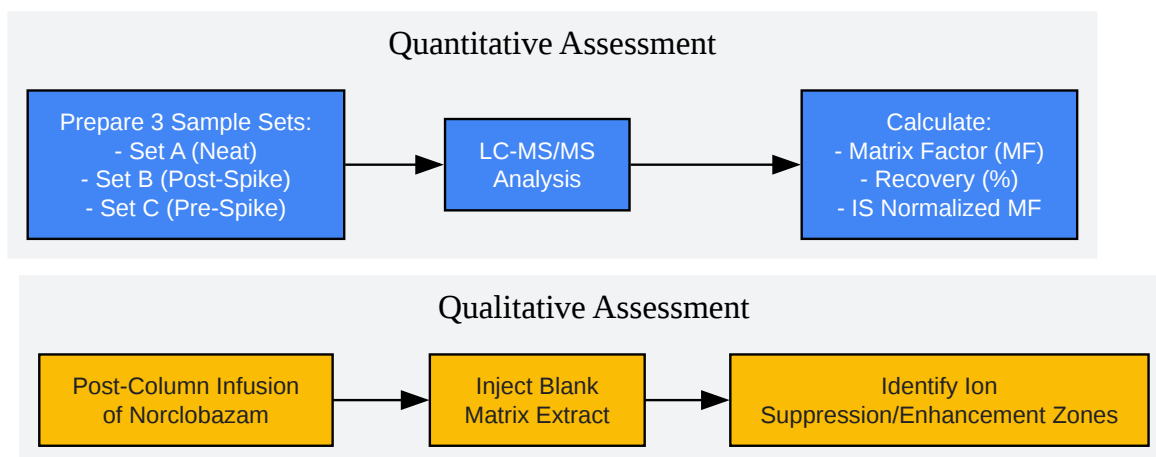 Quantitative Assessment
Prepare 3 Sample Sets:
- Set A (Neat)
- Set B (Post-Spike)
- Set C (Pre-Spike)
LC-MS/MS
Analysis
Calculate:
- Matrix Factor (MF)
- Recovery (%)
- IS Normalized MF
Qualitative Assessment
Post-Column Infusion
of Norclobazam
Inject Blank
Matrix Extract
Identify Ion
Suppression/Enhancement Zones